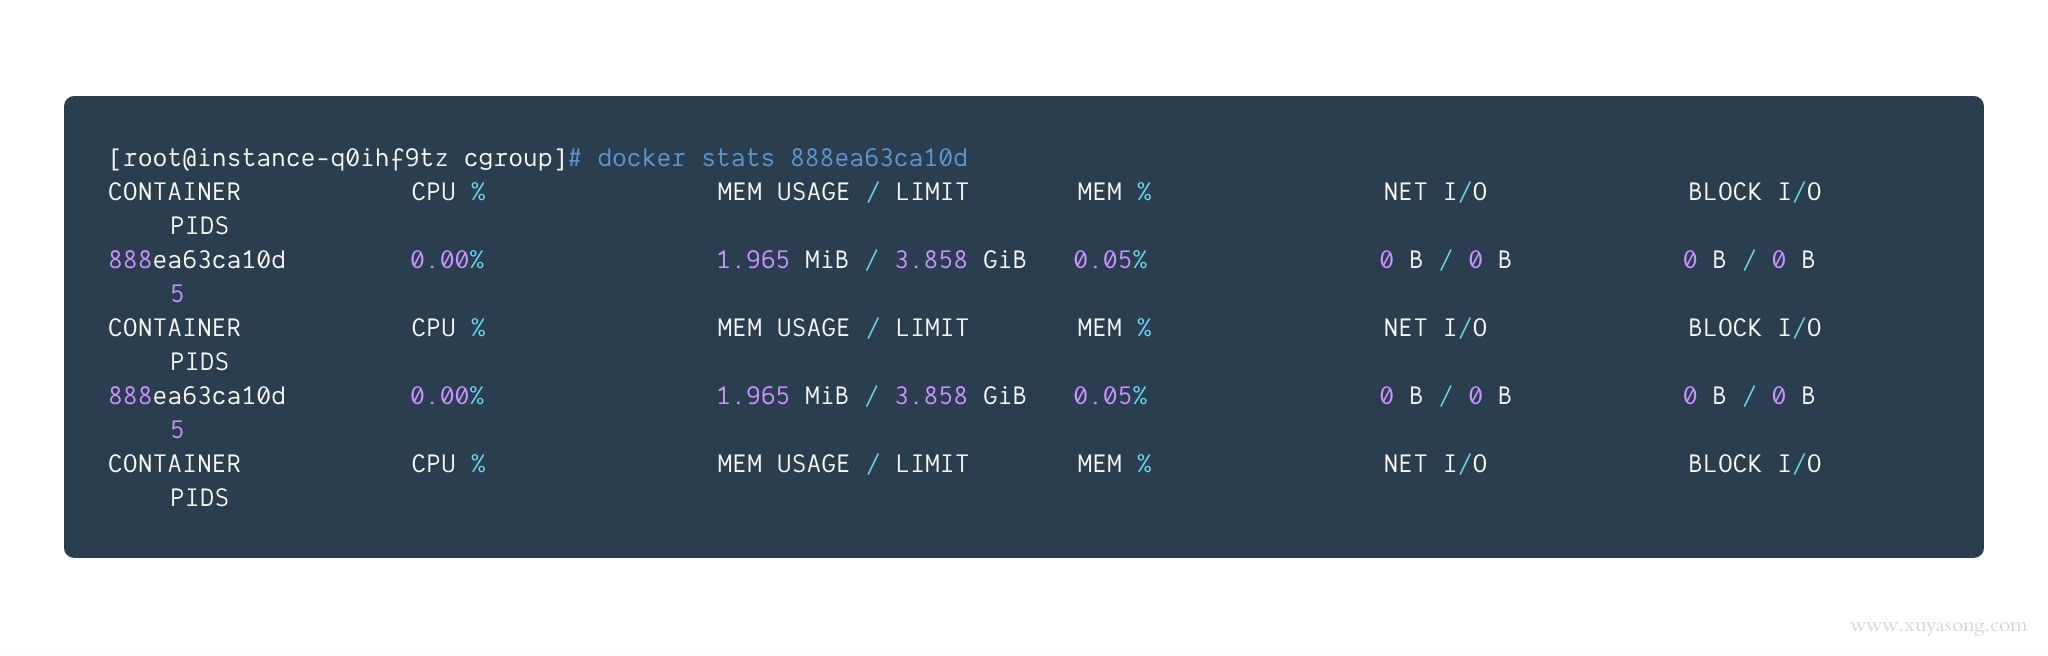 [root@instance-q0ihf9tz cgroup]# docker stats 888ea63ca10d
CONTAINER CPU % MEM USAGE / LIMIT MEM % NET I/O BLOCK I/O
PIDS
888ea63ca10d 0.00% 1.965 MiB / 3.858 GiB 0.05% 0 B / 0 B 0 B / 0 B
5
CONTAINER CPU % MEM USAGE / LIMIT MEM % NET I/O BLOCK I/O
PIDS
888ea63ca10d 0.00% 1.965 MiB / 3.858 GiB 0.05% 0 B / 0 B 0 B / 0 B
5
CONTAINER CPU % MEM USAGE / LIMIT MEM % NET I/O BLOCK I/O
PIDS
www.xuyasong.com